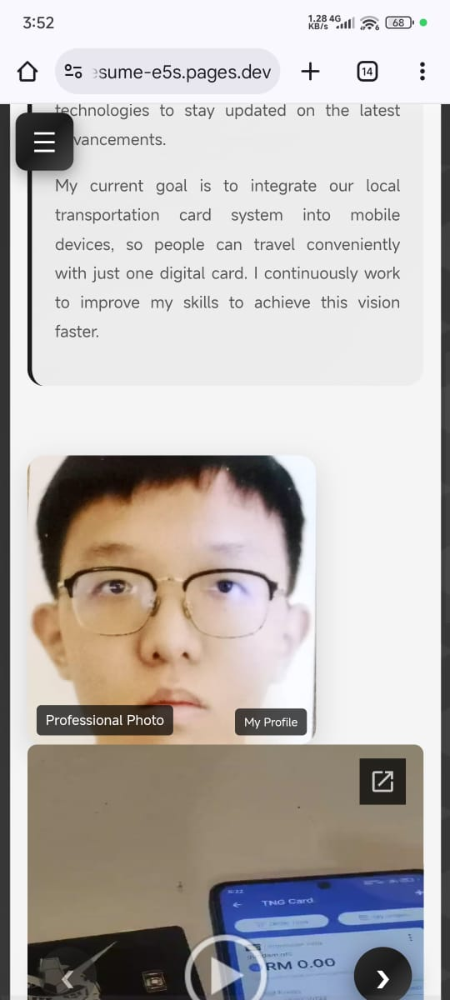 3:52
1.28 4G
KB/s
68
esume-e5s.pages.dev
14
technologies to stay updated on the latest
vancements.
My current goal is to integrate our local
transportation card system into mobile
devices, so people can travel conveniently
with just one digital card. I continuously work
to improve my skills to achieve this vision
faster.
Professional Photo
My Profile
6:22
TNG Card
RM 0.00